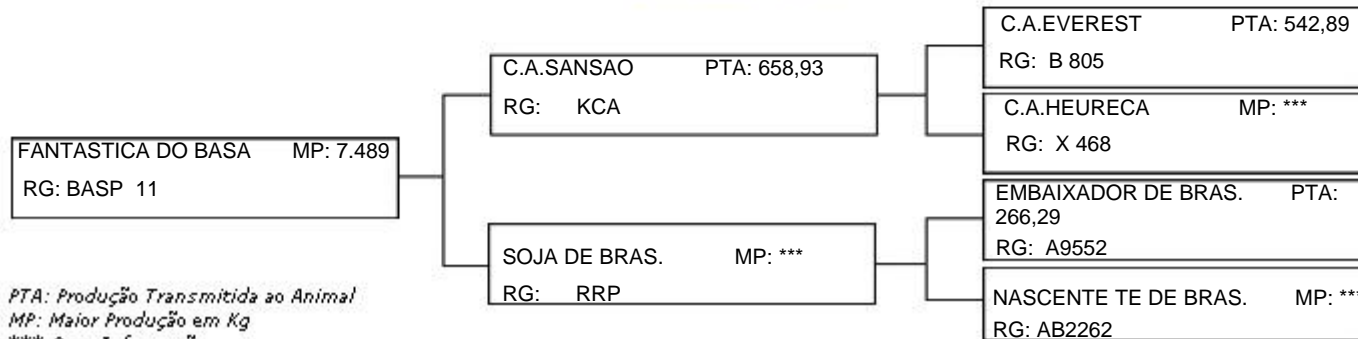 C.A.EVEREST PTA: 542,89
RG: B 805
C.A.SANSAO PTA: 658,93
RG: KCA
C.A.HEURECA MP: ***
RG: X 468
FANTASTICA DO BASA MP: 7.489
RG: BASP 11
EMBAIXADOR DE BRAS. PTA:
266,29
RG: A9552
SOJA DE BRAS. MP: ***
RG: RRP
NASCENTE TE DE BRAS. MP: ***
RG: AB2262
PTA: Produção Transmitida ao Animal
MP: Maior Produção em Kg